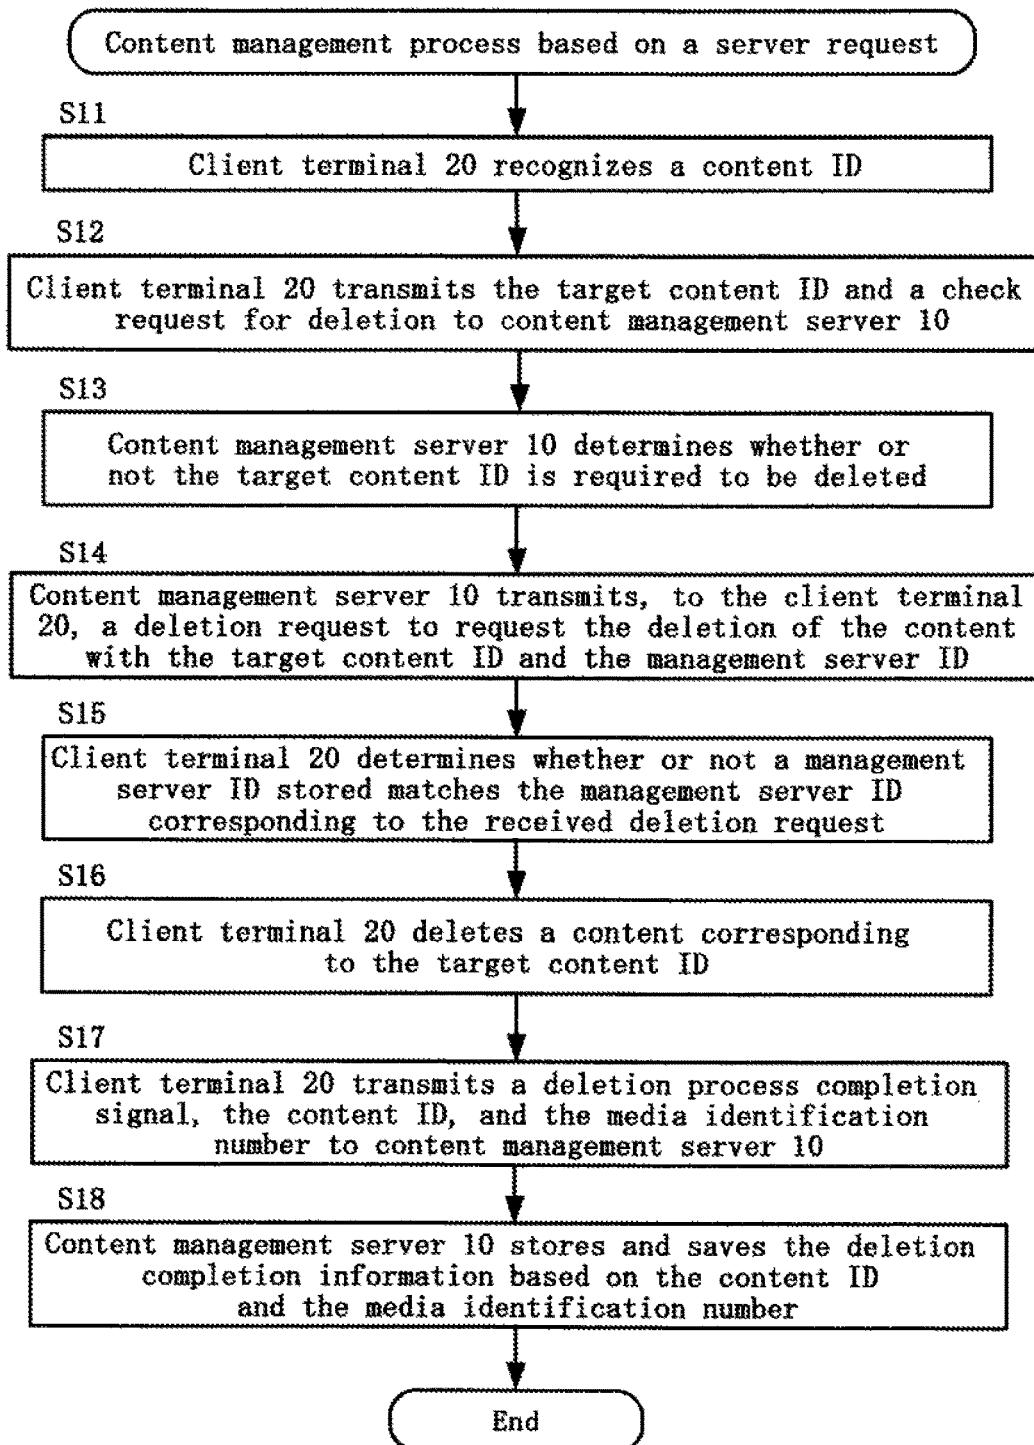 Content management process based on a server request
S11
Client terminal 20 recognizes a content ID
S12
Client terminal 20 transmits the target content ID and a check
request for deletion to content management server 10
S13
Content management server 10 determines whether or
not the target content ID is required to be deleted
S14
Content management server 10 transmits, to the client terminal
20, a deletion request to request the deletion of the content
with the target content ID and the management server ID
S15
Client terminal 20 determines whether or not a management
server ID stored matches the management server ID
corresponding to the received deletion request
S16
Client terminal 20 deletes a content corresponding
to the target content ID
S17
Client terminal 20 transmits a deletion process completion
signal, the content ID, and the media identification
number to content management server 10
S18
Content management server 10 stores and saves the deletion
completion information based on the content ID
and the media identification number
End